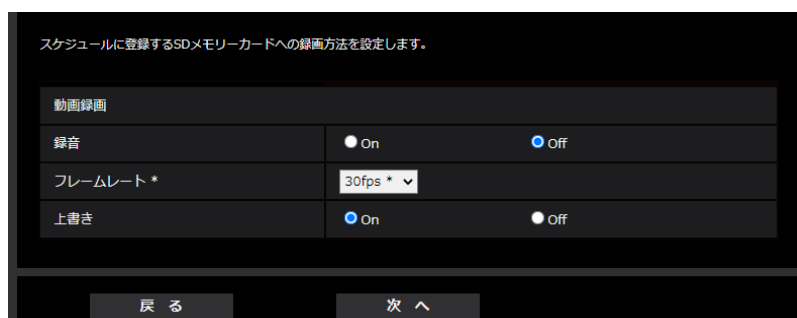 スケジュールに登録するSDメモリーカードへの録画方法を設定します。
動画録画
録音 On Off
フレームレート * 30fps *
上書き On Off
戻る 次へ